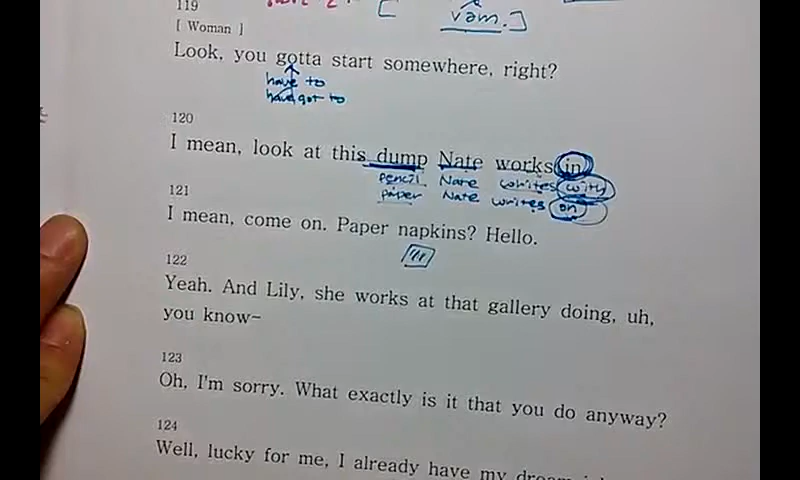 119
vam.]
[ Woman ]
Look, you gotta start somewhere, right?
have to
have got to
120
I mean, look at this dump Nate works in
pencil Nate writes with
paper Nate writes on
121
I mean, come on. Paper napkins? Hello.
122
Yeah. And Lily, she works at that gallery doing, uh,
you know-
123
Oh, I'm sorry. What exactly is it that you do anyway?
124
Well, lucky for me, I already have my dream